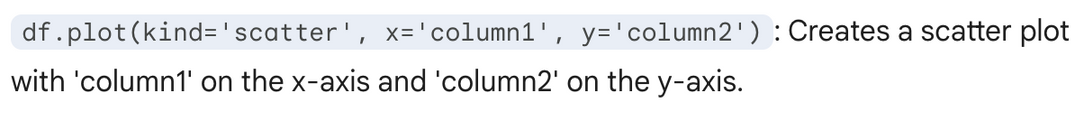 df.plot(kind='scatter', x='column1', y='column2'): Creates a scatter plot
with 'column1' on the x-axis and 'column2' on the y-axis.